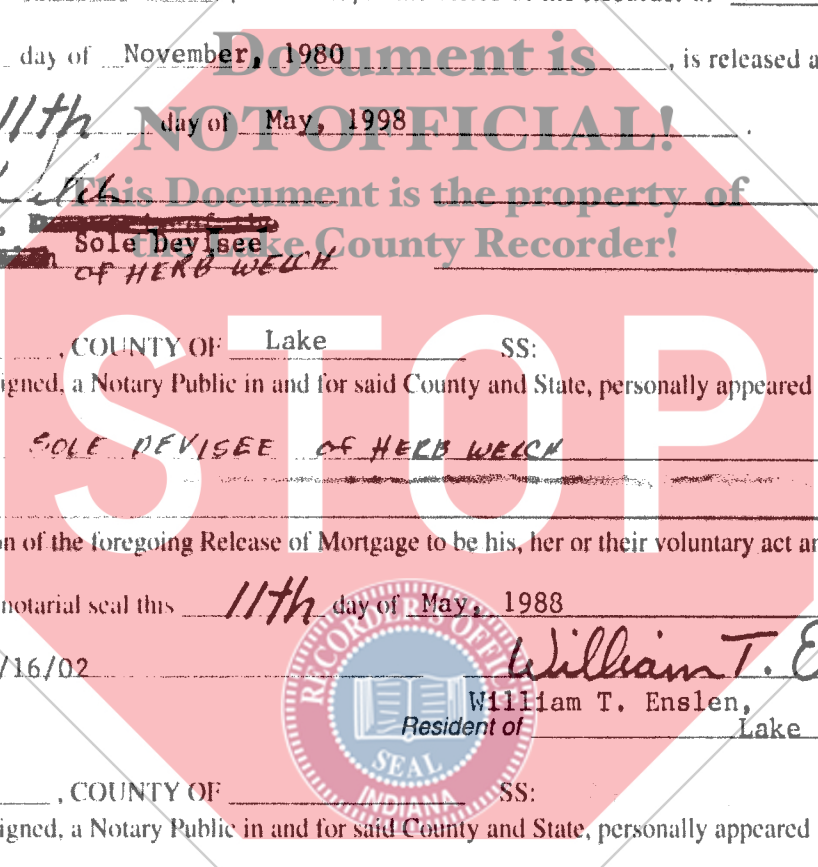 day of November, 1980 , is released a
Document is
11th day of May, 1998 .
NOT OFFICIAL!
This Document is the property of
the Lake County Recorder!
Sole Devisee
OF HERB WELCH
, COUNTY OF Lake SS:
igned, a Notary Public in and for said County and State, personally appeared
SOLE DEVISEE OF HERB WELCH
STOP
on of the foregoing Release of Mortgage to be his, her or their voluntary act an
notarial seal this 11th day of May, 1988
/16/02
William T. E
William T. Enslen,
Resident of Lake
RECORDER'S OFFICE
SEAL
INDIANA
, COUNTY OF SS:
igned, a Notary Public in and for said County and State, personally appeared